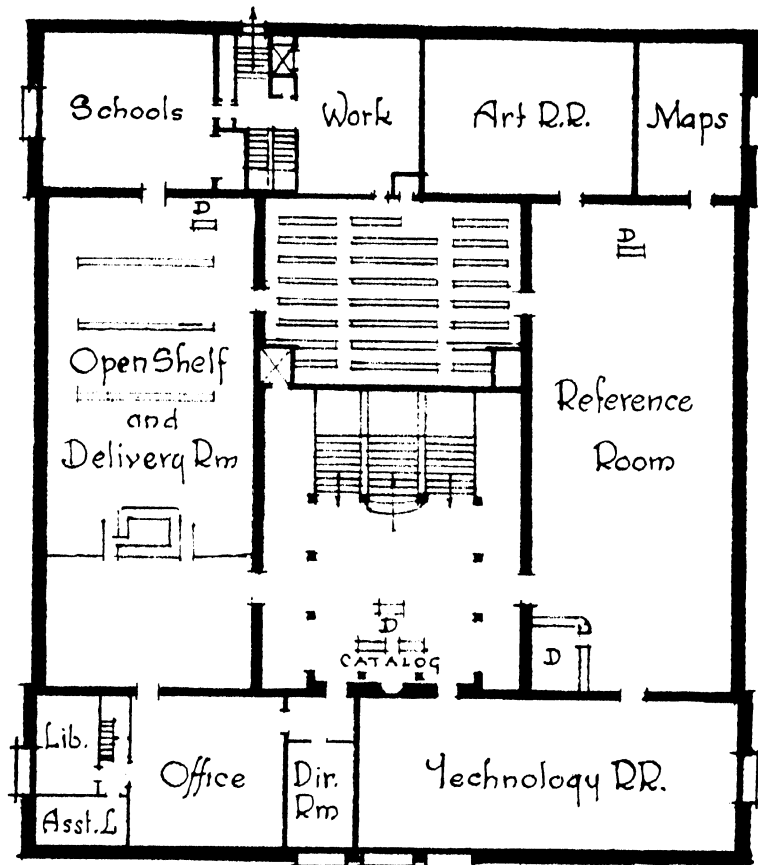 Schools
Work
Art R.R.
Maps
D
D
Open Shelf
and
Delivery Rm
Reference
Room
D
CATALOG
D
Lib.
Asst. L
Office
Dir.
Rm
Technology RR.